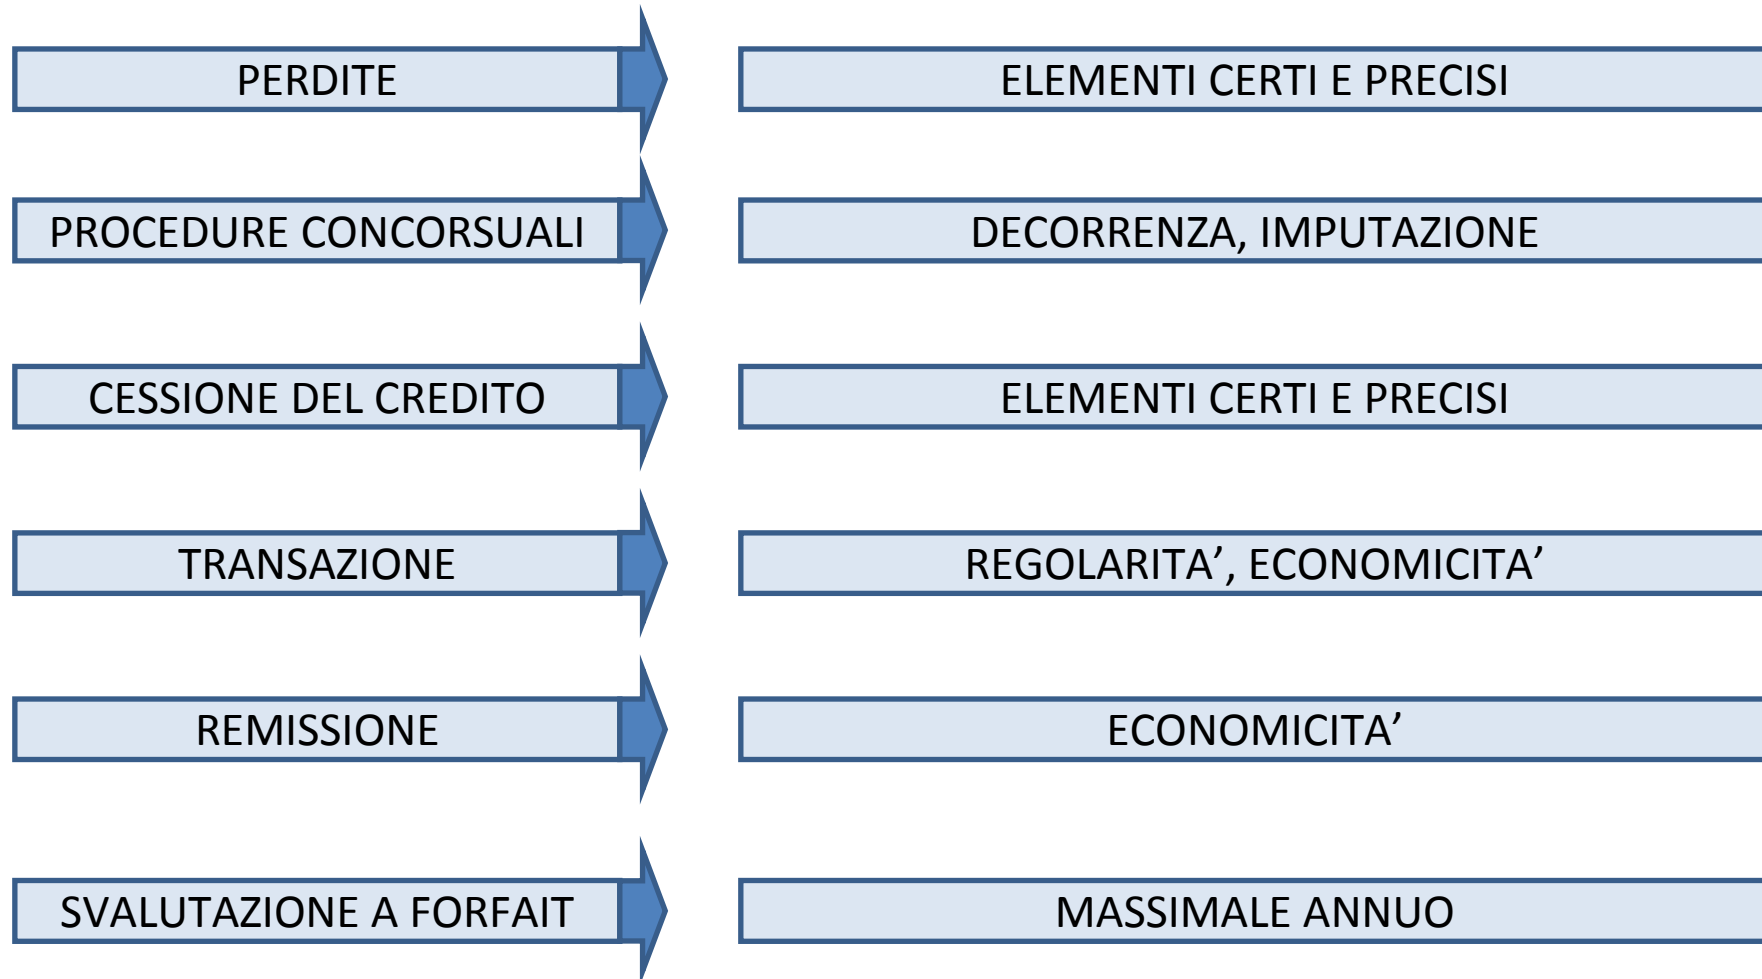 PERDITE
ELEMENTI CERTI E PRECISI
PROCEDURE CONCORSUALI
DECORRENZA, IMPUTAZIONE
CESSIONE DEL CREDITO
ELEMENTI CERTI E PRECISI
TRANSAZIONE
REGOLARITA’, ECONOMICITA’
REMISSIONE
ECONOMICITA’
SVALUTAZIONE A FORFAIT
MASSIMALE ANNUO